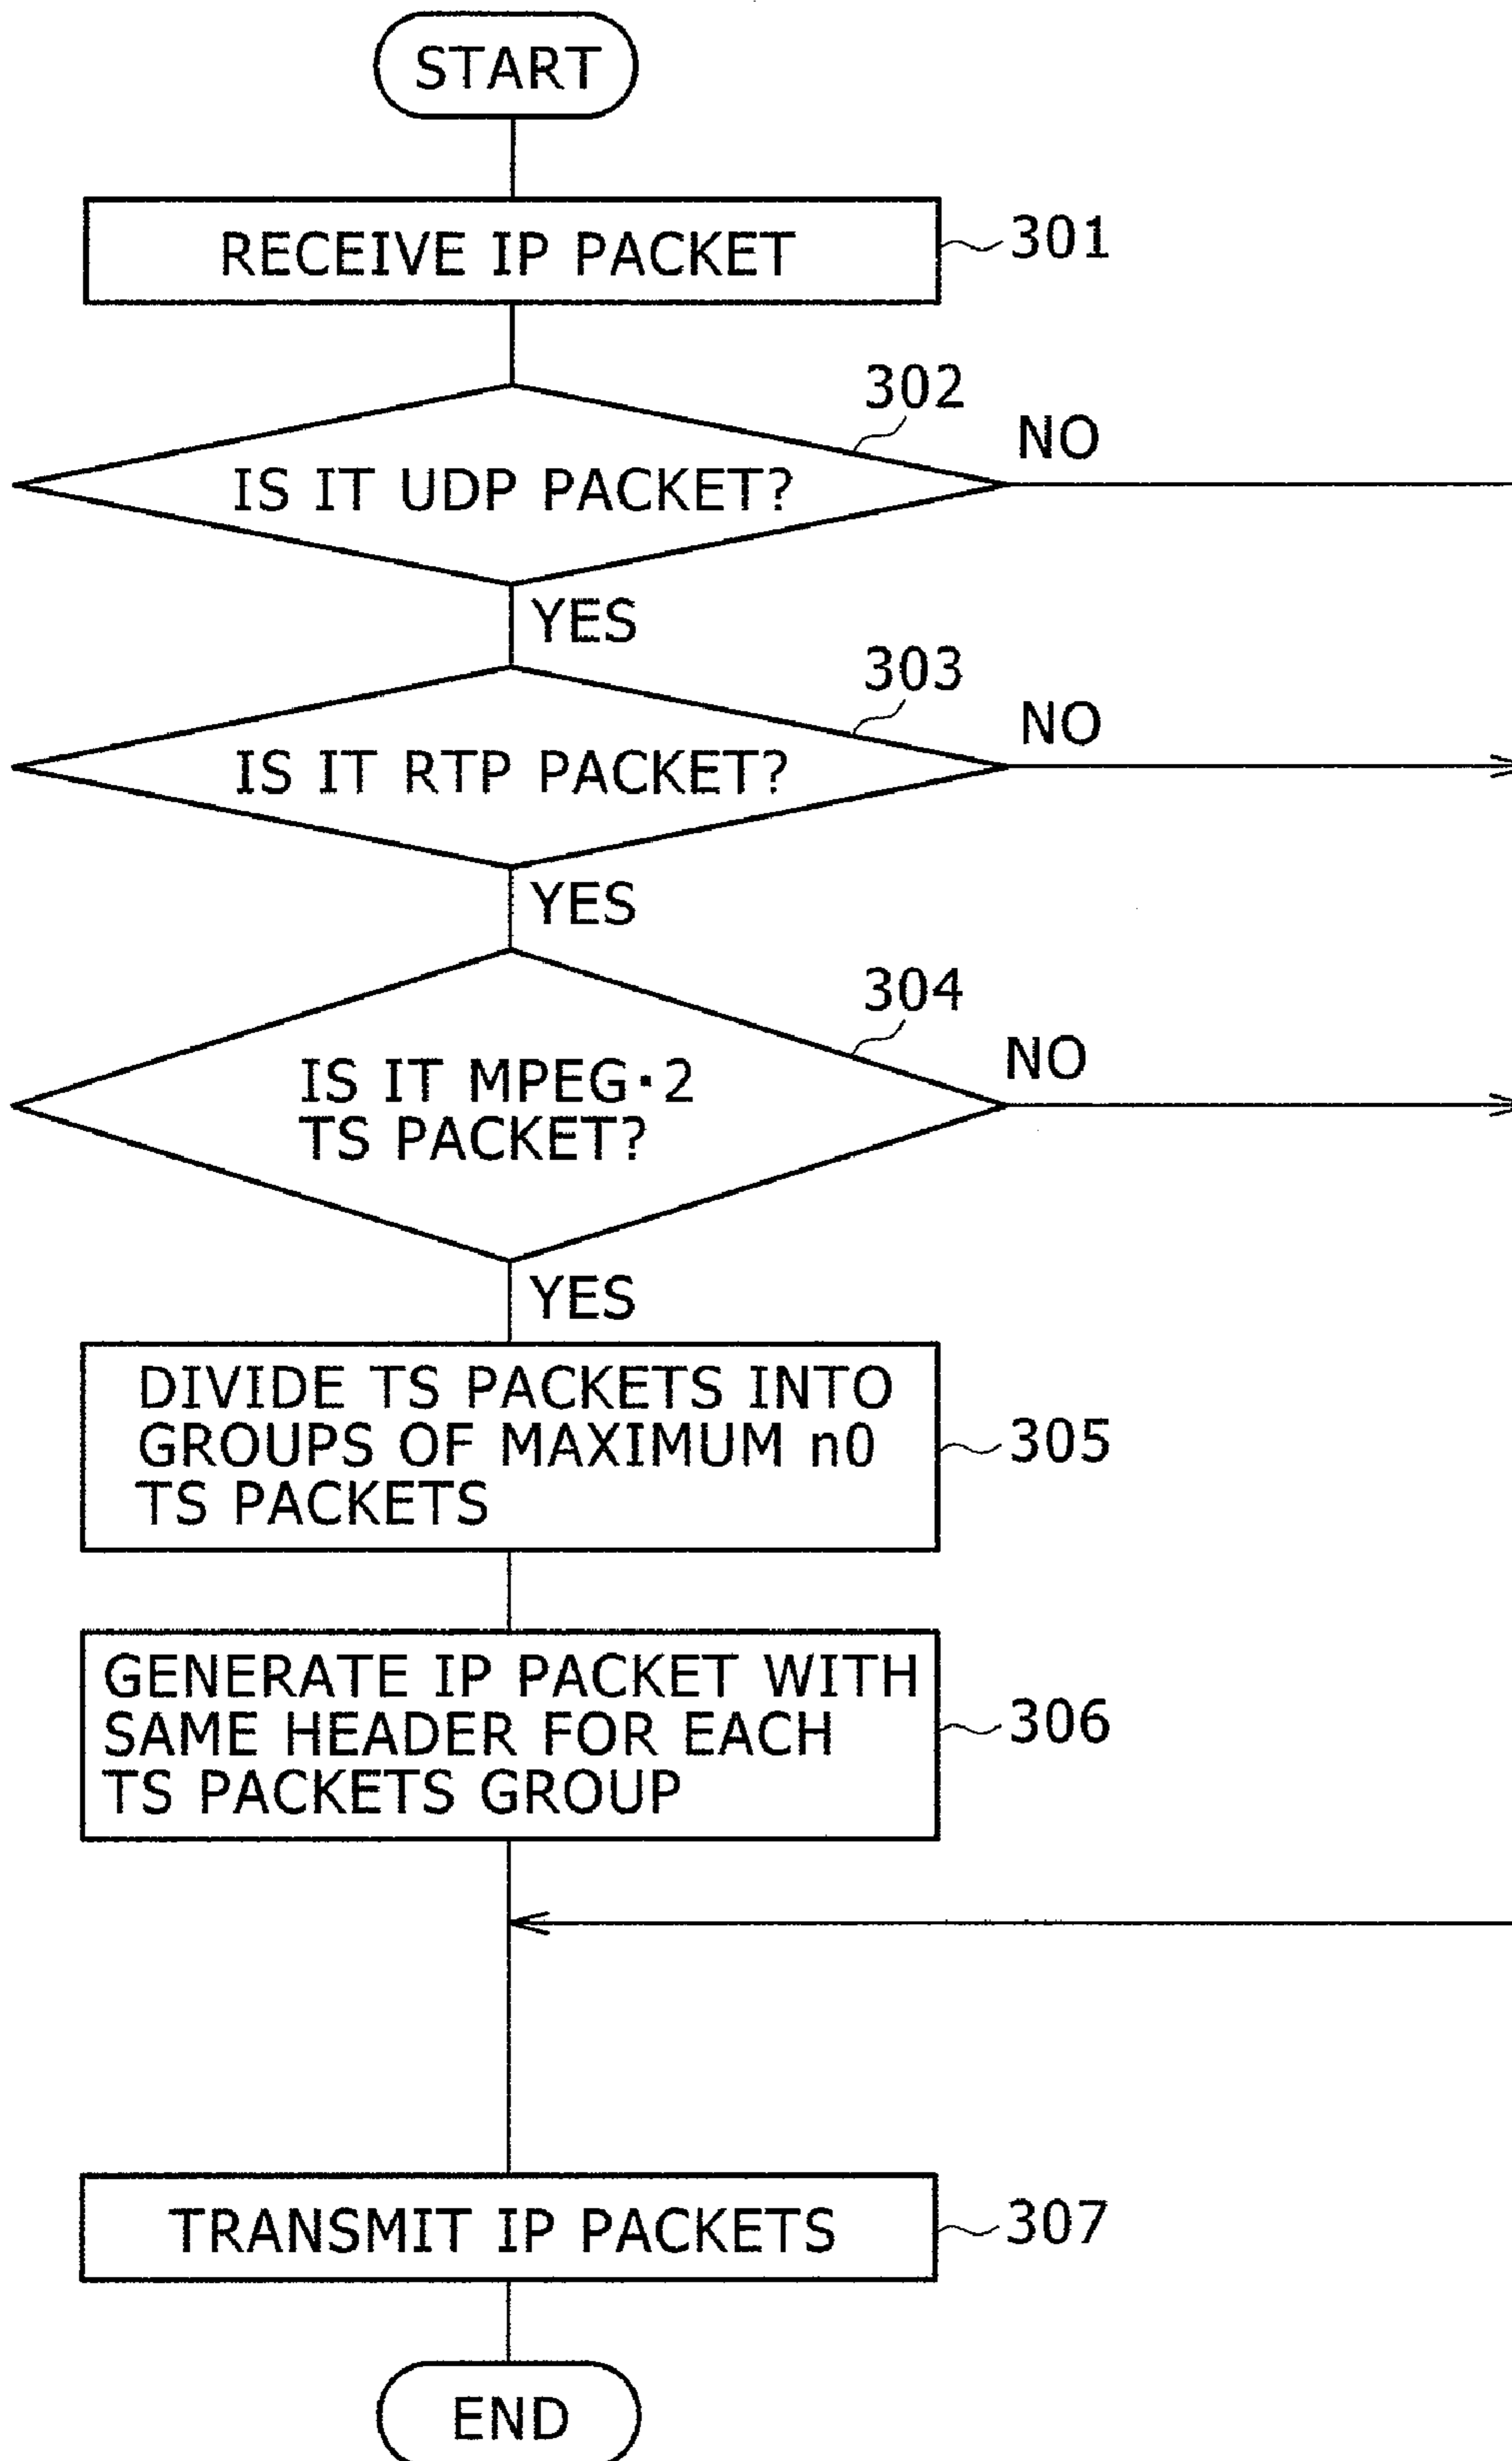 START
RECEIVE IP PACKET
301
302
NO
IS IT UDP PACKET?
YES
303
NO
IS IT RTP PACKET?
YES
304
NO
IS IT MPEG·2
TS PACKET?
YES
DIVIDE TS PACKETS INTO
GROUPS OF MAXIMUM n0
TS PACKETS
305
GENERATE IP PACKET WITH
SAME HEADER FOR EACH
TS PACKETS GROUP
306
TRANSMIT IP PACKETS
307
END